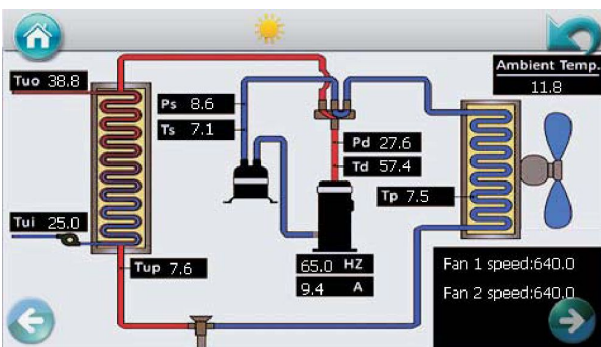 Ambient Temp.
11.8
Tuo 38.8
Ps 8.6
Ts 7.1
Pd 27.6
Td 57.4
Tp 7.5
Tui 25.0
Tup 7.6
65.0 HZ
9.4 A
Fan 1 speed:640.0
Fan 2 speed:640.0